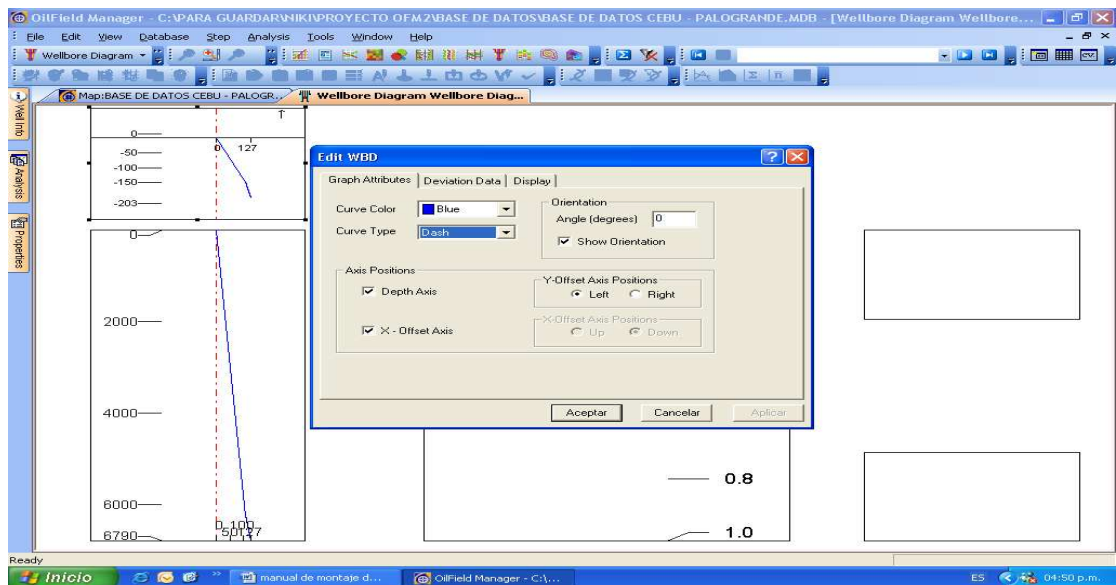 OilField Manager - C:\PARA GUARDAR\NIKI\PROYECTO OFM2\BASE DE DATOS\BASE DE DATOS CEBU - PALOGRANDE.MDB - [Wellbore Diagram Wellbore...
File Edit View Database Step Analysis Tools Window Help
Wellbore Diagram
Map:BASE DE DATOS CEBU - PALOGR...
Wellbore Diagram Wellbore Diag...
Well Info
Analysis
Properties
0
-50
-100
-150
-203
0 127
0
2000
4000
6000
6790
Edit WBD
Graph Attributes Deviation Data Display
Curve Color Blue
Curve Type Dash
Orientation
Angle (degrees) 0
Show Orientation
Axis Positions
Depth Axis
X - Offset Axis
Y-Offset Axis Positions
Left Right
X-Offset Axis Positions
Up Down
Aceptar Cancelar Aplicar
0.8
1.0
Ready
Inicio
manual de montaje d...
OilField Manager - C:\...
ES
04:50 p.m.